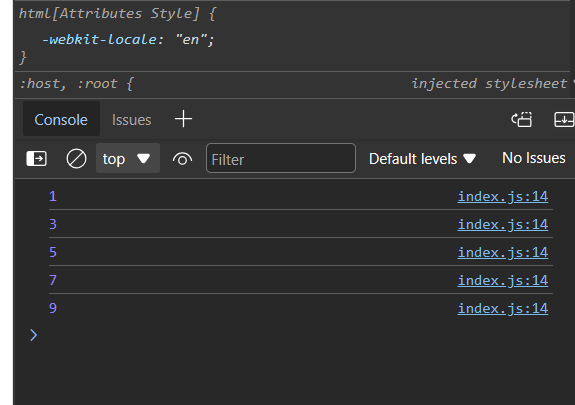 html[Attributes Style] {
-webkit-locale: "en";
}
:host, :root { injected stylesheet
Console Issues
top Filter Default levels No Issues
1 index.js:14
3 index.js:14
5 index.js:14
7 index.js:14
9 index.js:14